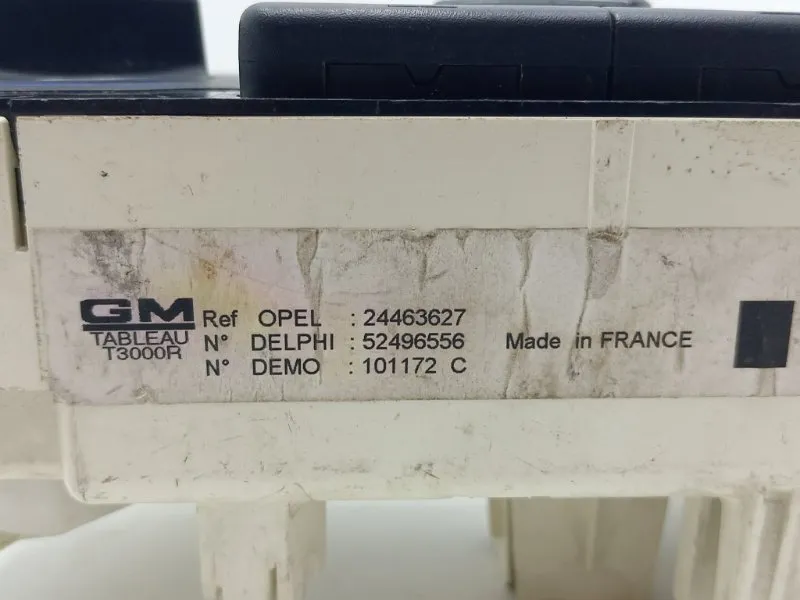 GM
TABLEAU
T3000R
Ref OPEL : 24463627
N° DELPHI : 52496556
N° DEMO : 101172 C
Made in FRANCE